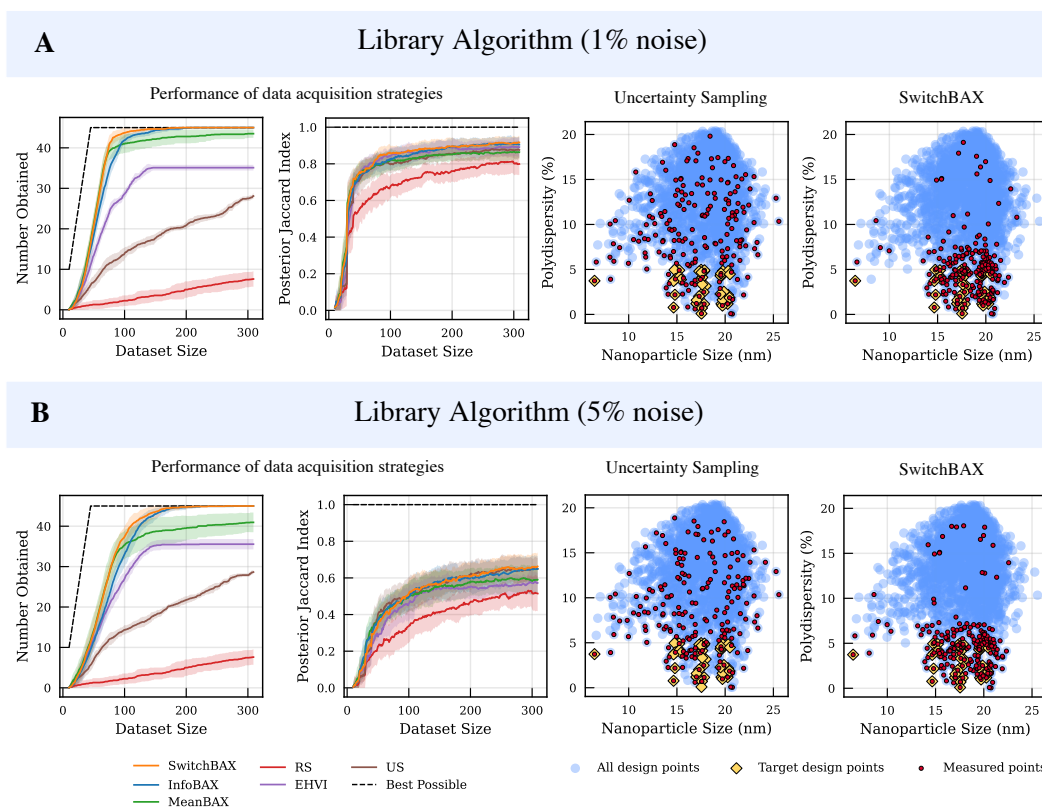 A
Library Algorithm (1% noise)
Performance of data acquisition strategies
Uncertainty Sampling
SwitchBAX
Number Obtained
40
30
20
10
0
0
100
200
300
Dataset Size
Posterior Jaccard Index
1.0
0.8
0.6
0.4
0.2
0.0
0
100
200
300
Dataset Size
Polydispersity (%)
20
15
10
5
0
10
15
20
25
Nanoparticle Size (nm)
Polydispersity (%)
20
15
10
5
0
10
15
20
25
Nanoparticle Size (nm)
B
Library Algorithm (5% noise)
Performance of data acquisition strategies
Uncertainty Sampling
SwitchBAX
Number Obtained
40
30
20
10
0
0
100
200
300
Dataset Size
Posterior Jaccard Index
1.0
0.8
0.6
0.4
0.2
0.0
0
100
200
300
Dataset Size
Polydispersity (%)
20
15
10
5
0
10
15
20
25
Nanoparticle Size (nm)
Polydispersity (%)
20
15
10
5
0
10
15
20
25
Nanoparticle Size (nm)
SwitchBAX
InfoBAX
MeanBAX
RS
EHVI
US
Best Possible
All design points
Target design points
Measured points